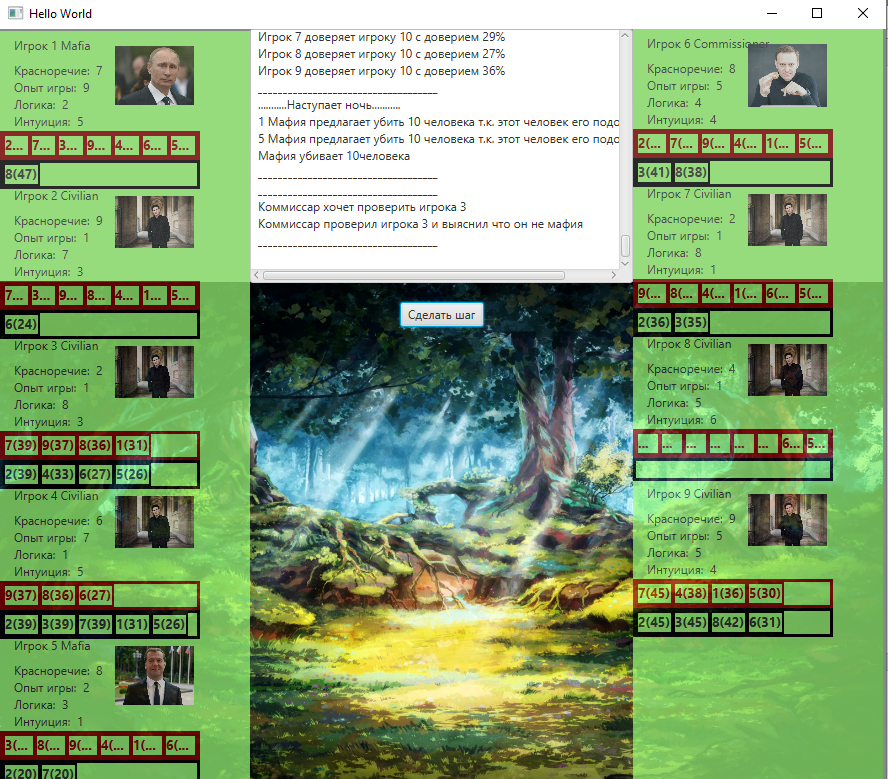 Hello World
Игрок 1 Mafia
Красноречие: 7
Опыт игры: 9
Логика: 2
Интуиция: 5
2... 7... 3... 9... 4... 6... 5...
8(47)
Игрок 2 Civilian
Красноречие: 9
Опыт игры: 1
Логика: 7
Интуиция: 3
7... 3... 9... 8... 4... 1... 5...
6(24)
Игрок 3 Civilian
Красноречие: 2
Опыт игры: 1
Логика: 8
Интуиция: 3
7(39) 9(37) 8(36) 1(31)
2(39) 4(33) 6(27) 5(26)
Игрок 4 Civilian
Красноречие: 6
Опыт игры: 7
Логика: 1
Интуиция: 5
9(37) 8(36) 6(27)
2(39) 3(39) 7(39) 1(31) 5(26)
Игрок 5 Mafia
Красноречие: 8
Опыт игры: 2
Логика: 3
Интуиция: 1
3(... 8(... 9(... 4(... 1(... 6(...
2(20) 7(20)
Игрок 7 доверяет игроку 10 с доверием 29%
Игрок 8 доверяет игроку 10 с доверием 27%
Игрок 9 доверяет игроку 10 с доверием 36%
____________________________________
...........Наступает ночь...........
1 Мафия предлагает убить 10 человека т.к. этот человек его подо
5 Мафия предлагает убить 10 человека т.к. этот человек его подо
Мафия убивает 10человека
____________________________________
____________________________________
Комиссар хочет проверить игрока 3
Комиссар проверил игрока 3 и выяснил что он не мафия
____________________________________
Сделать шаг
Игрок 6 Commissioner
Красноречие: 8
Опыт игры: 5
Логика: 4
Интуиция: 4
2(... 7(... 9(... 4(... 1(... 5(...
3(41) 8(38)
Игрок 7 Civilian
Красноречие: 2
Опыт игры: 1
Логика: 8
Интуиция: 1
9(... 8(... 4(... 1(... 6(... 5(...
2(36) 3(35)
Игрок 8 Civilian
Красноречие: 4
Опыт игры: 1
Логика: 5
Интуиция: 6
... ... ... ... ... ... 6... 5...
Игрок 9 Civilian
Красноречие: 9
Опыт игры: 5
Логика: 5
Интуиция: 4
7(45) 4(38) 1(36) 5(30)
2(45) 3(45) 8(42) 6(31)